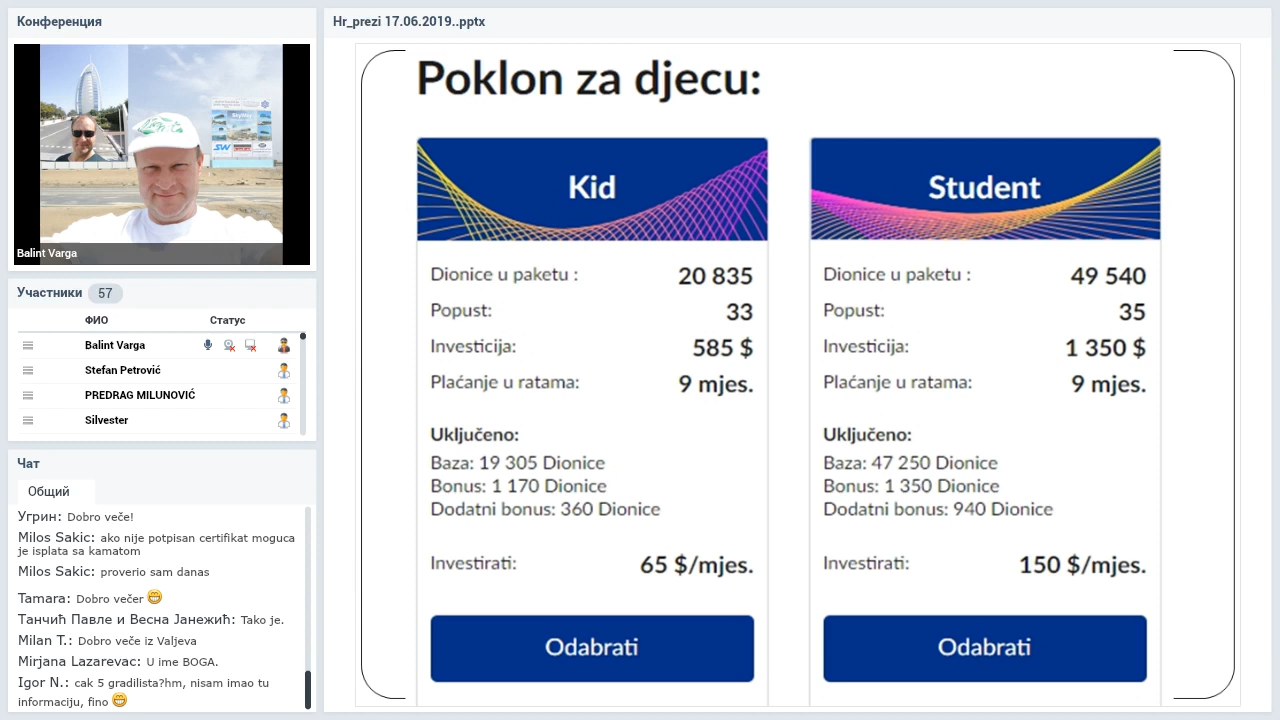 Конференция
SkyWay
SW
Balint Varga
Участники 57
ФИО Статус
Balint Varga
Stefan Petrović
PREDRAG MILUNOVIĆ
Silvester
Чат
Общий
Угрин: Dobro veče!
Milos Sakic: ako nije potpisan certifikat moguca
je isplata sa kamatom
Milos Sakic: proverio sam danas
Tamara: Dobro večer
Танчић Павле и Весна Јанежић: Tako je.
Milan T.: Dobro veče iz Valjeva
Mirjana Lazarevac: U ime BOGA.
Igor N.: cak 5 gradilista?hm, nisam imao tu
informaciju, fino
Hr_prezi 17.06.2019..pptx
Poklon za djecu:
Kid
Dionice u paketu : 20 835
Popust: 33
Investicija: 585 $
Plaćanje u ratama: 9 mjes.
Uključeno:
Baza: 19 305 Dionice
Bonus: 1 170 Dionice
Dodatni bonus: 360 Dionice
Investirati: 65 $/mjes.
Odabrati
Student
Dionice u paketu : 49 540
Popust: 35
Investicija: 1 350 $
Plaćanje u ratama: 9 mjes.
Uključeno:
Baza: 47 250 Dionice
Bonus: 1 350 Dionice
Dodatni bonus: 940 Dionice
Investirati: 150 $/mjes.
Odabrati